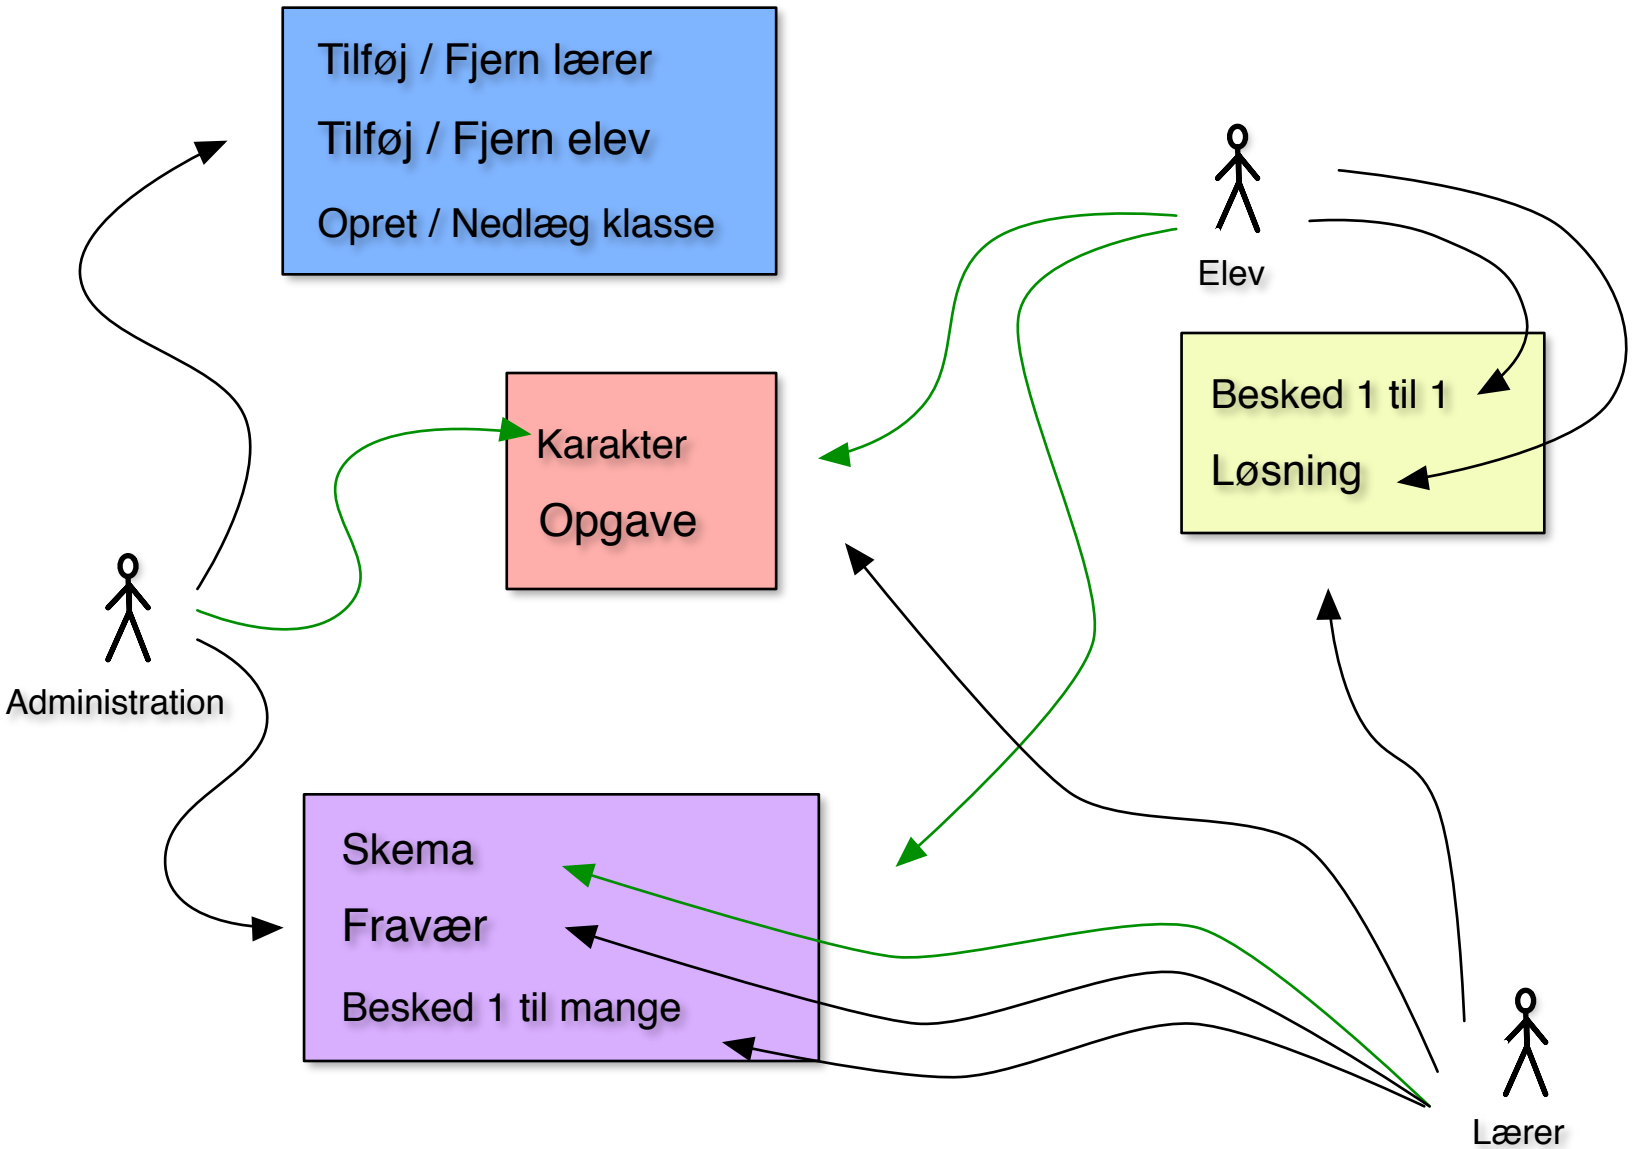 Tilføj / Fjern lærer
Tilføj / Fjern elev
Opret / Nedlæg klasse
Elev
Besked 1 til 1
Løsning
Karakter
Opgave
Administration
Skema
Fravær
Besked 1 til mange
Lærer